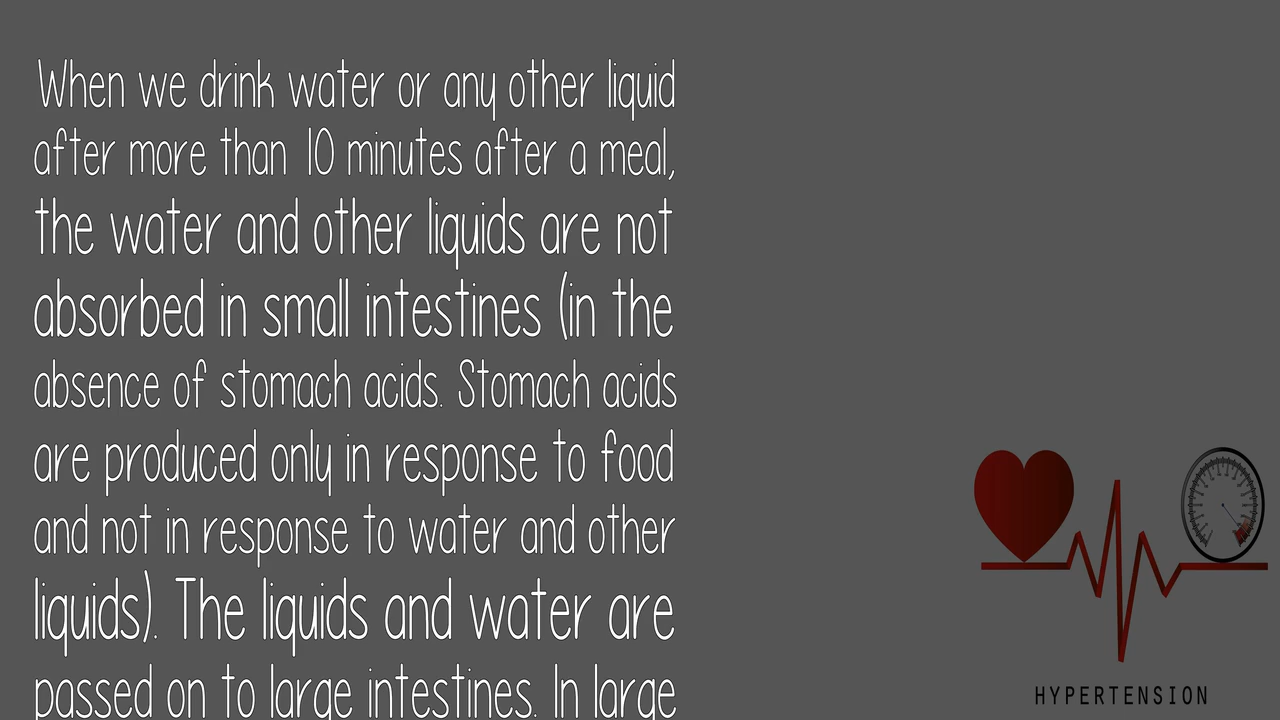 When we drink water or any other liquid
after more than 10 minutes after a meal,
the water and other liquids are not
absorbed in small intestines (in the
absence of stomach acids. Stomach acids
are produced only in response to food
and not in response to water and other
liquids). The liquids and water are
passed on to large intestines. In large
HYPERTENSION